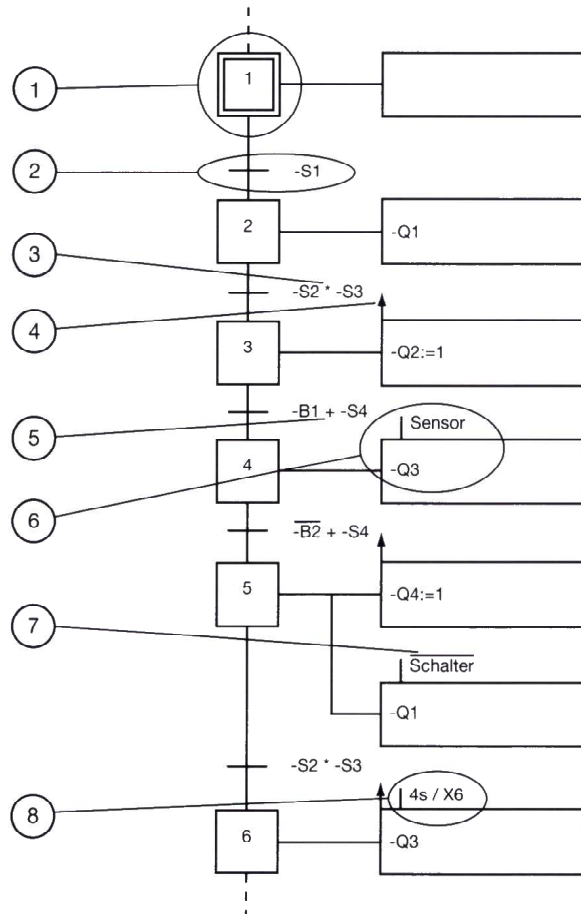 1
1
2
-S1
2
-Q1
3
-S2 * -S3
4
3
-Q2:=1
5
-B1 + -S4
Sensor
4
-Q3
6
-B2 + -S4
5
-Q4:=1
7
Schalter
-Q1
-S2 * -S3
8
4s / X6
6
-Q3